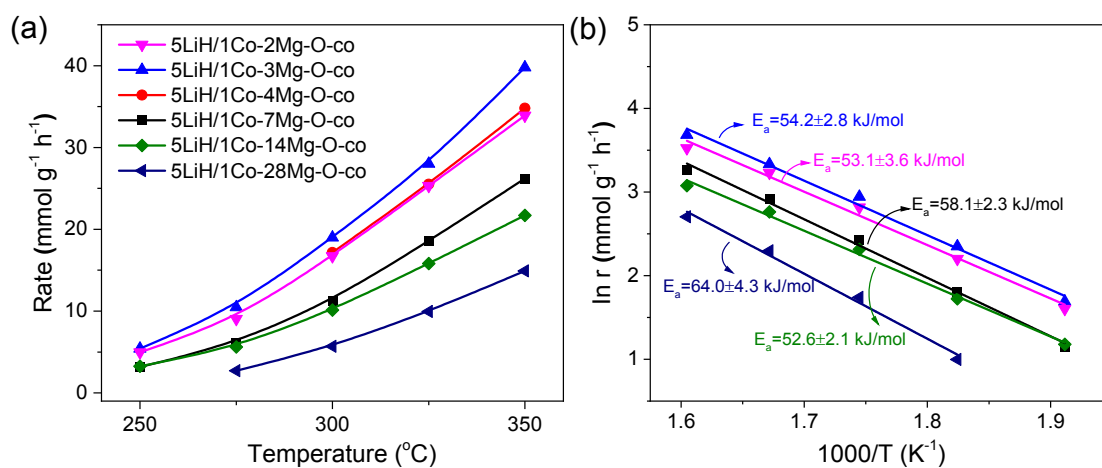 (a)
5LiH/1Co-2Mg-O-co
5LiH/1Co-3Mg-O-co
5LiH/1Co-4Mg-O-co
5LiH/1Co-7Mg-O-co
5LiH/1Co-14Mg-O-co
5LiH/1Co-28Mg-O-co
Rate (mmol g⁻¹ h⁻¹)
40
30
20
10
0
250
300
350
Temperature (°C)
(b)
ln r (mmol g⁻¹ h⁻¹)
5
4
3
2
1
Eₐ=54.2±2.8 kJ/mol
Eₐ=53.1±3.6 kJ/mol
Eₐ=58.1±2.3 kJ/mol
Eₐ=64.0±4.3 kJ/mol
Eₐ=52.6±2.1 kJ/mol
1.6
1.7
1.8
1.9
1000/T (K⁻¹)